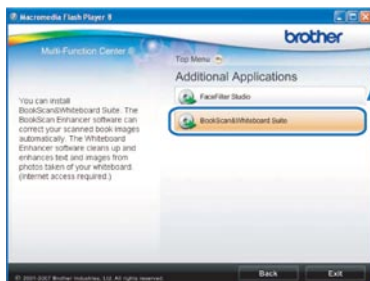 Macromedia Flash Player 8
brother
Multi-Function Center ®
Top Menu
Additional Applications
FaceFilter Studio
BookScan&Whiteboard Suite
You can install
BookScan&Whiteboard Suite. The
BookScan Enhancer software can
correct your scanned book images
automatically. The Whiteboard
Enhancer software cleans up and
enhances text and images from
photos taken of your whiteboard.
(Internet access required.)
© 2001-2007 Brother Industries, Ltd. All rights reserved.
Back
Exit